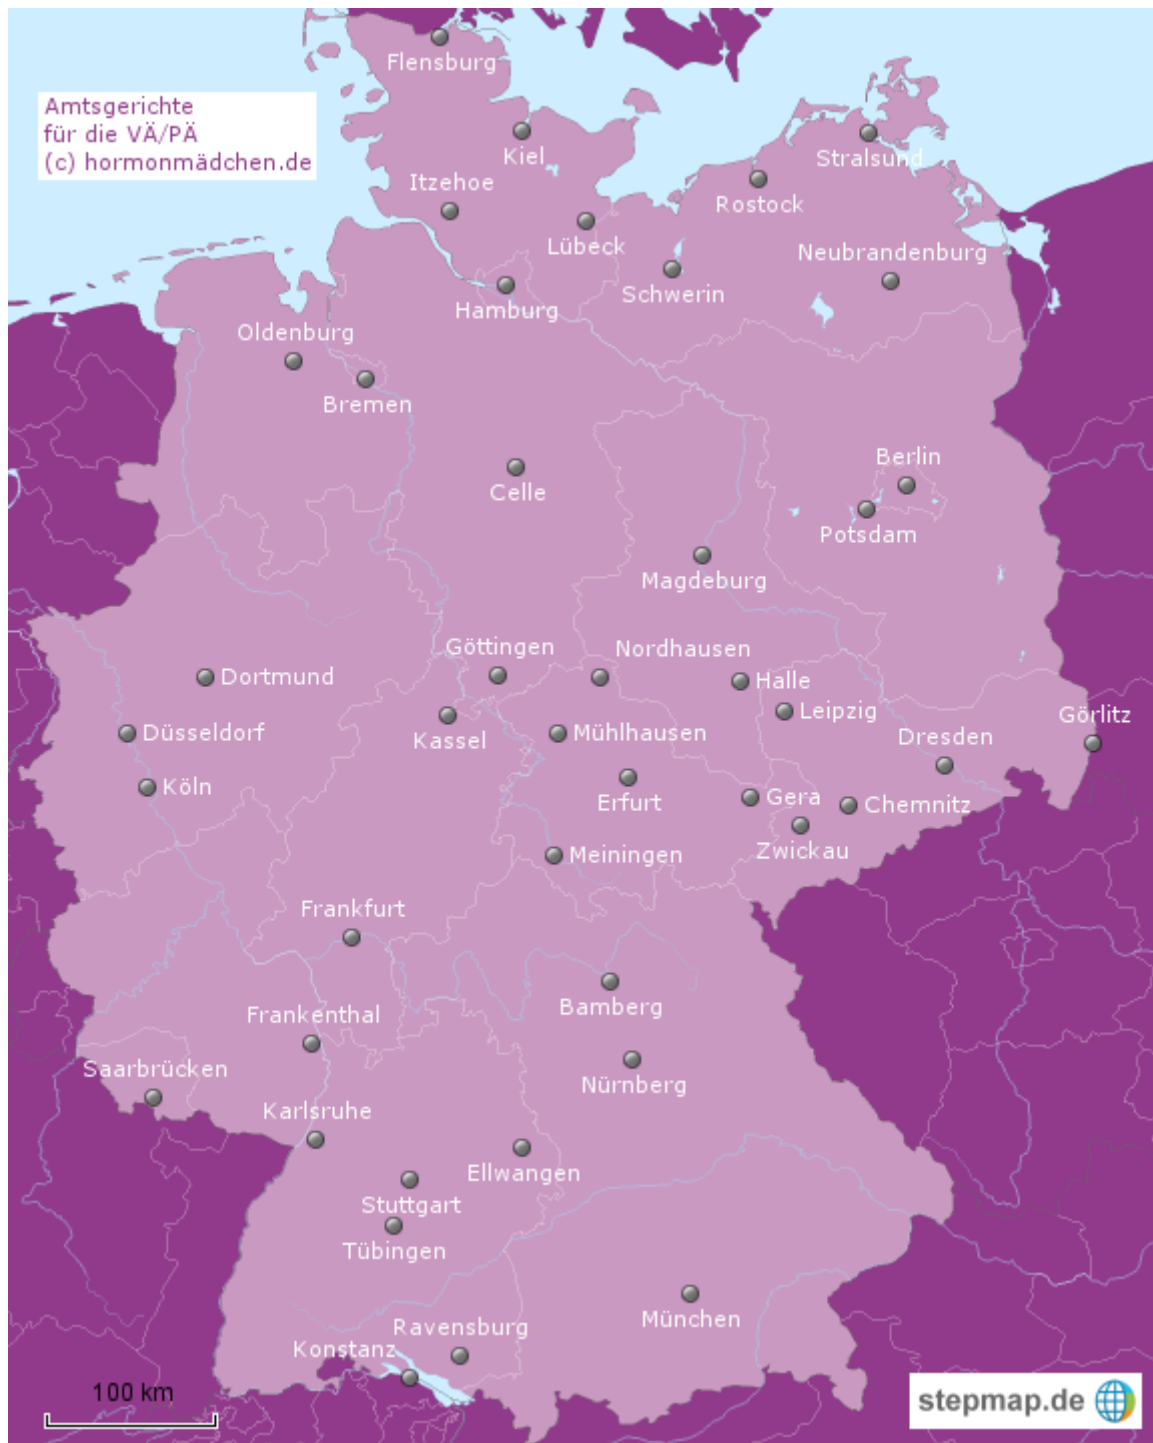 Flensburg
Amtsgerichte
für die VÄ/PÄ
(c) hormonmädchen.de
Kiel
Stralsund
Itzehoe
Rostock
Lübeck
Neubrandenburg
Schwerin
Hamburg
Oldenburg
Bremen
Berlin
Celle
Potsdam
Magdeburg
Göttingen
Nordhausen
Dortmund
Halle
Leipzig
Görlitz
Düsseldorf
Kassel
Mühlhausen
Dresden
Köln
Erfurt
Gera
Chemnitz
Zwickau
Meiningen
Frankfurt
Bamberg
Frankenthal
Saarbrücken
Nürnberg
Karlsruhe
Ellwangen
Stuttgart
Tübingen
München
Ravensburg
Konstanz
100 km
stepmap.de